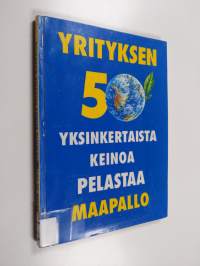 YRITYKSEN
50
YKSINKERTAISTA
KEINOA
PELASTAA
MAAPALLO